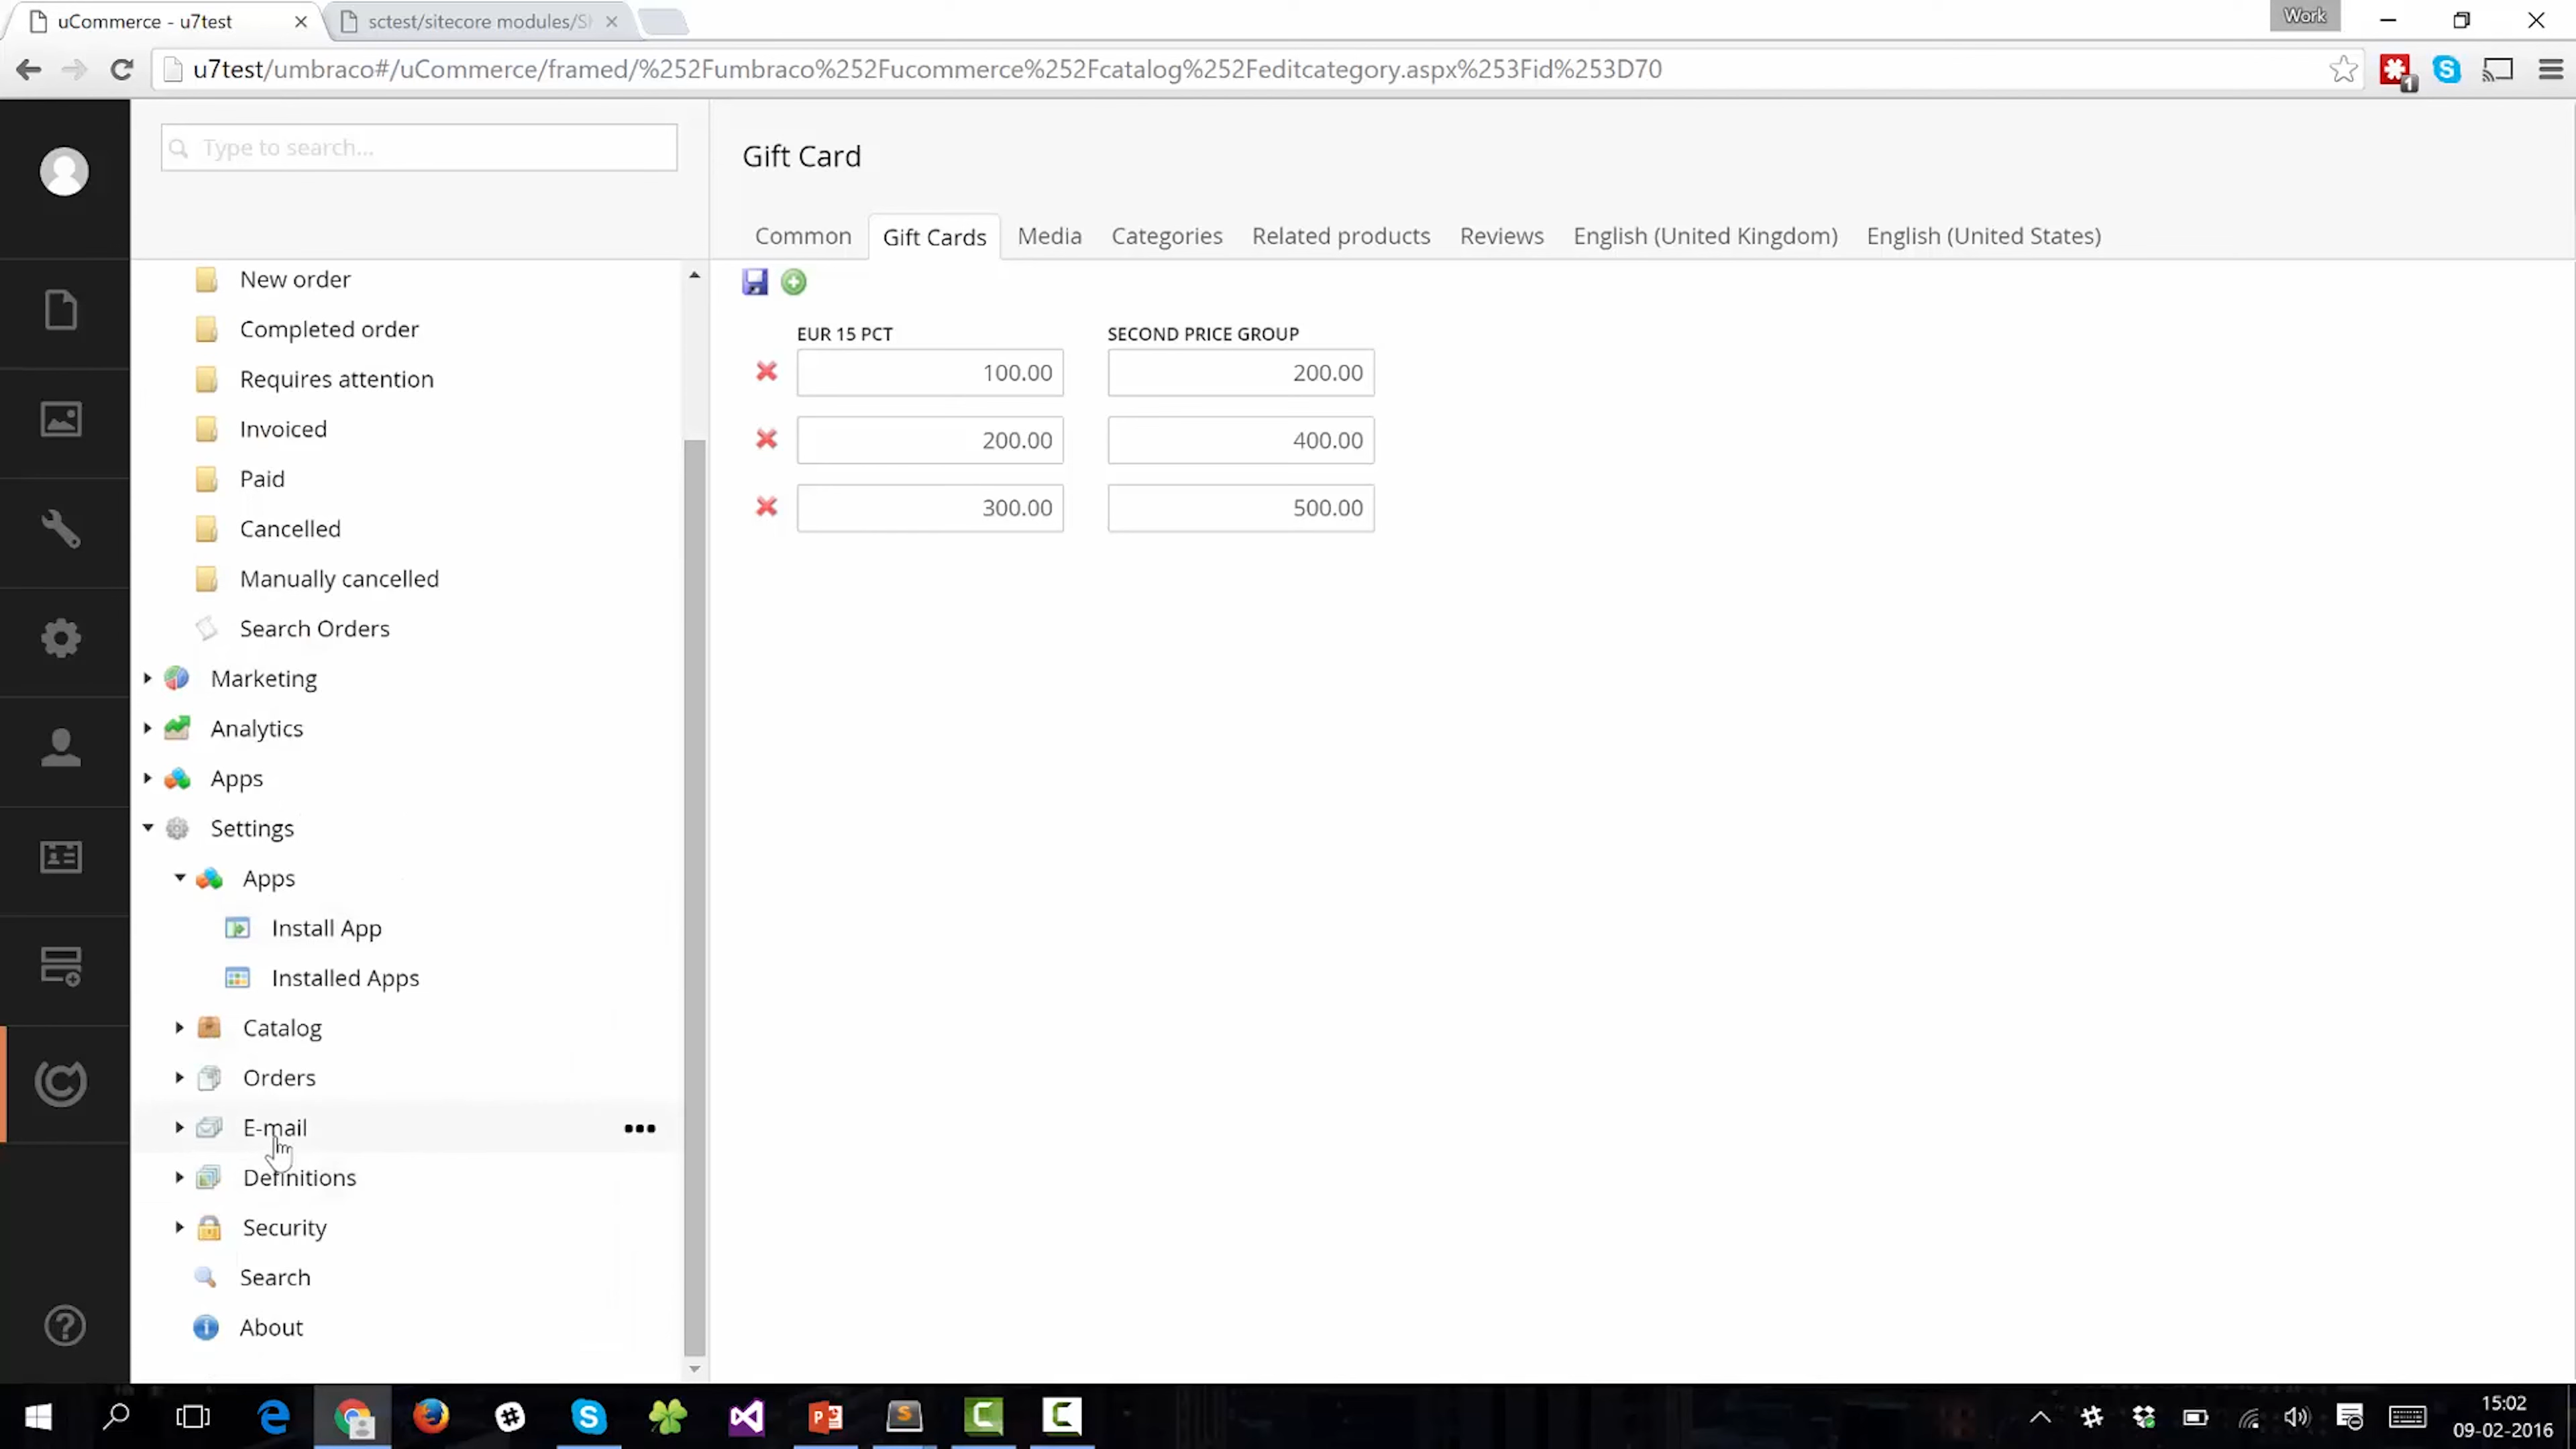 uCommerce - u7test
sctest/sitecore modules/Sh
Work
u7test/umbraco#/uCommerce/framed/%252Fumbraco%252Fucommerce%252Fcatalog%252Feditcategory.aspx%253Fid%253D70
1
Type to search...
New order
Completed order
Requires attention
Invoiced
Paid
Cancelled
Manually cancelled
Search Orders
Marketing
Analytics
Apps
Settings
Apps
Install App
Installed Apps
Catalog
Orders
E-mail
Definitions
Security
Search
About
Gift Card
Common Gift Cards Media Categories Related products Reviews English (United Kingdom) English (United States)
EUR 15 PCT SECOND PRICE GROUP
100.00 200.00
200.00 400.00
300.00 500.00
15:02
09-02-2016